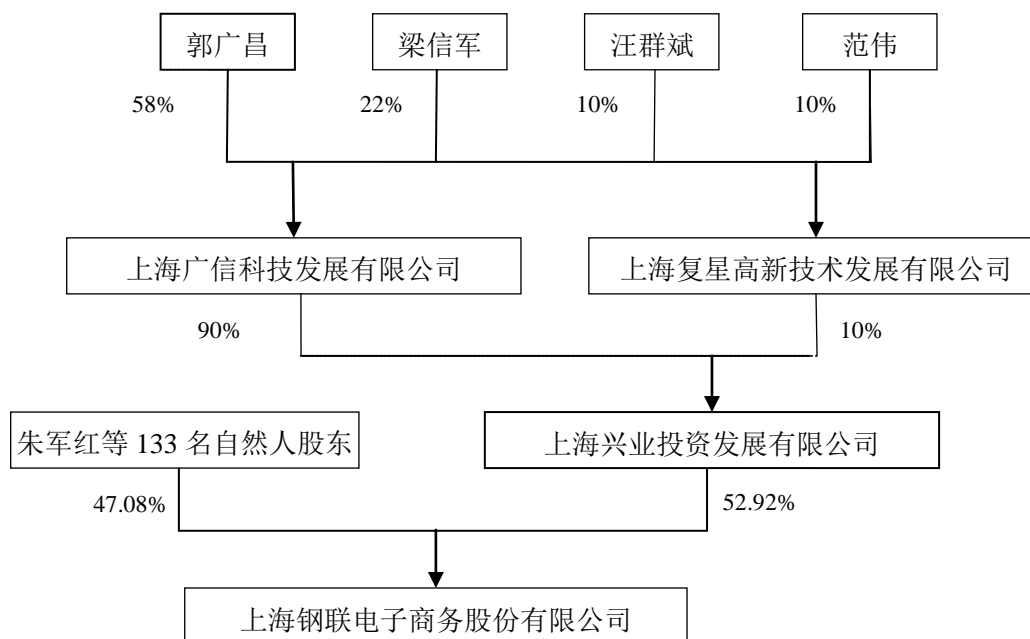 郭广昌
梁信军
汪群斌
范伟
58%
22%
10%
10%
上海广信科技发展有限公司
上海复星高新技术发展有限公司
90%
10%
朱军红等 133 名自然人股东
上海兴业投资发展有限公司
47.08%
52.92%
上海钢联电子商务股份有限公司